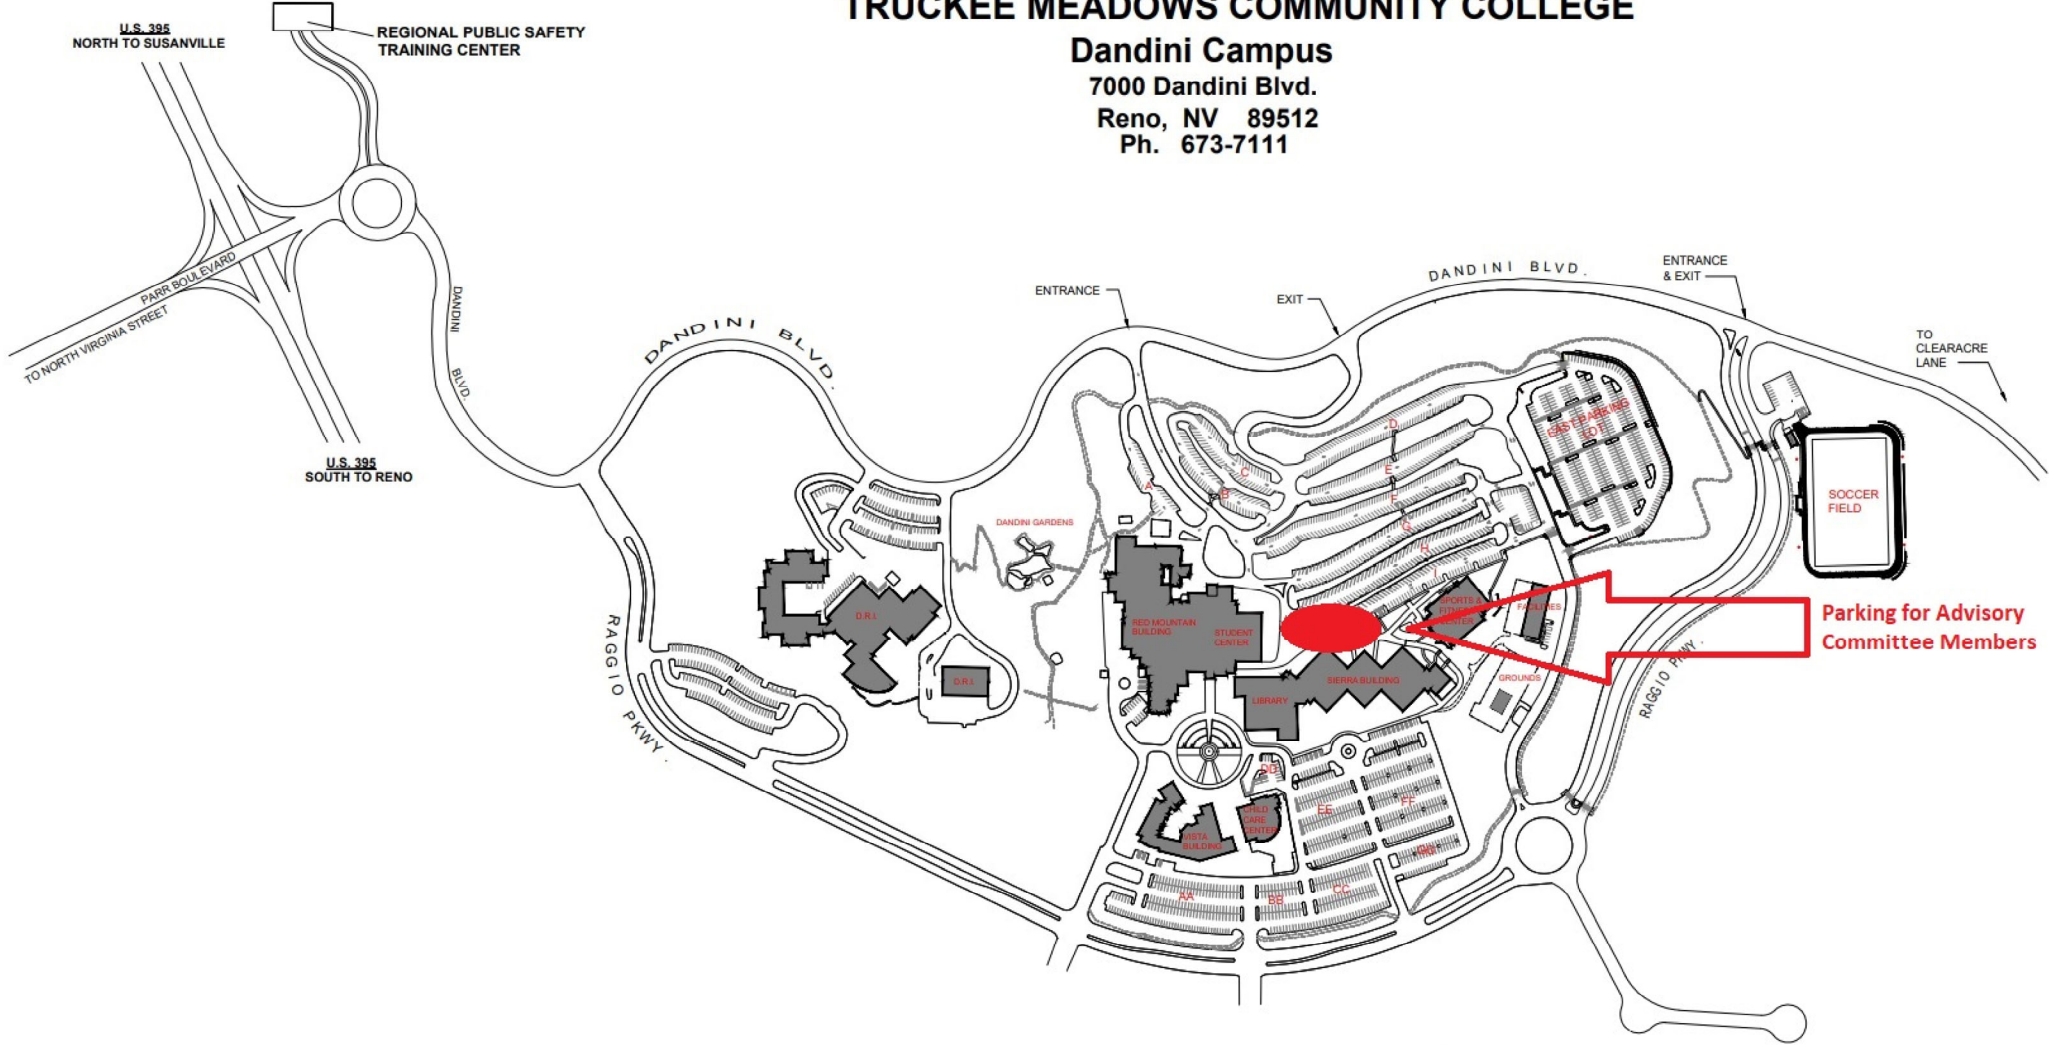 TRUCKEE MEADOWS COMMUNITY COLLEGE
Dandini Campus
7000 Dandini Blvd.
Reno, NV 89512
Ph. 673-7111
U.S. 395
NORTH TO SUSANVILLE
REGIONAL PUBLIC SAFETY
TRAINING CENTER
PARR BOULEVARD
TO NORTH VIRGINIA STREET
DANDINI
BLVD.
U.S. 395
SOUTH TO RENO
DANDINI BLVD.
ENTRANCE
EXIT
DANDINI BLVD.
ENTRANCE
& EXIT
TO
CLEARACRE
LANE
A
B
C
D
E
F
G
H
I
EAST PARKING
LOT
SOCCER
FIELD
DANDINI GARDENS
D.R.I.
D.R.I.
RED MOUNTAIN
BUILDING
STUDENT
CENTER
SPORTS &
FITNESS
CENTER
FACILITIES
Parking for Advisory
Committee Members
GROUNDS
SIERRA BUILDING
LIBRARY
RAGGIO PKWY.
RAGGIO PKWY.
DD
EE
FF
GG
CHILD
CARE
CENTER
VISTA
BUILDING
AA
BB
CC